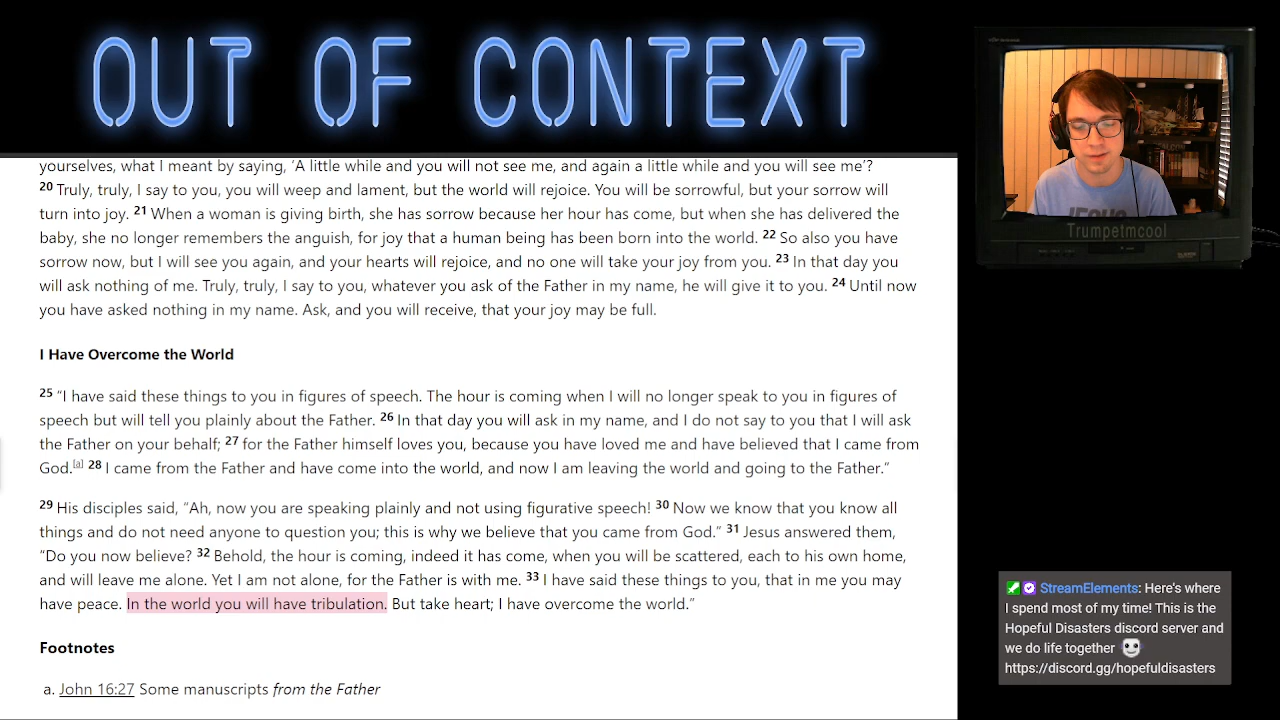 OUT OF CONTEXT
yourselves, what I meant by saying, ‘A little while and you will not see me, and again a little while and you will see me’?
20 Truly, truly, I say to you, you will weep and lament, but the world will rejoice. You will be sorrowful, but your sorrow will
turn into joy. 21 When a woman is giving birth, she has sorrow because her hour has come, but when she has delivered the
baby, she no longer remembers the anguish, for joy that a human being has been born into the world. 22 So also you have
sorrow now, but I will see you again, and your hearts will rejoice, and no one will take your joy from you. 23 In that day you
will ask nothing of me. Truly, truly, I say to you, whatever you ask of the Father in my name, he will give it to you. 24 Until now
you have asked nothing in my name. Ask, and you will receive, that your joy may be full.
I Have Overcome the World
25 “I have said these things to you in figures of speech. The hour is coming when I will no longer speak to you in figures of
speech but will tell you plainly about the Father. 26 In that day you will ask in my name, and I do not say to you that I will ask
the Father on your behalf; 27 for the Father himself loves you, because you have loved me and have believed that I came from
God.[a] 28 I came from the Father and have come into the world, and now I am leaving the world and going to the Father.”
29 His disciples said, “Ah, now you are speaking plainly and not using figurative speech! 30 Now we know that you know all
things and do not need anyone to question you; this is why we believe that you came from God.” 31 Jesus answered them,
“Do you now believe? 32 Behold, the hour is coming, indeed it has come, when you will be scattered, each to his own home,
and will leave me alone. Yet I am not alone, for the Father is with me. 33 I have said these things to you, that in me you may
have peace. In the world you will have tribulation. But take heart; I have overcome the world.”
Footnotes
a. John 16:27 Some manuscripts from the Father
JESUS
Trumpetmcool
StreamElements: Here's where
I spend most of my time! This is the
Hopeful Disasters discord server and
we do life together
https://discord.gg/hopefuldisasters